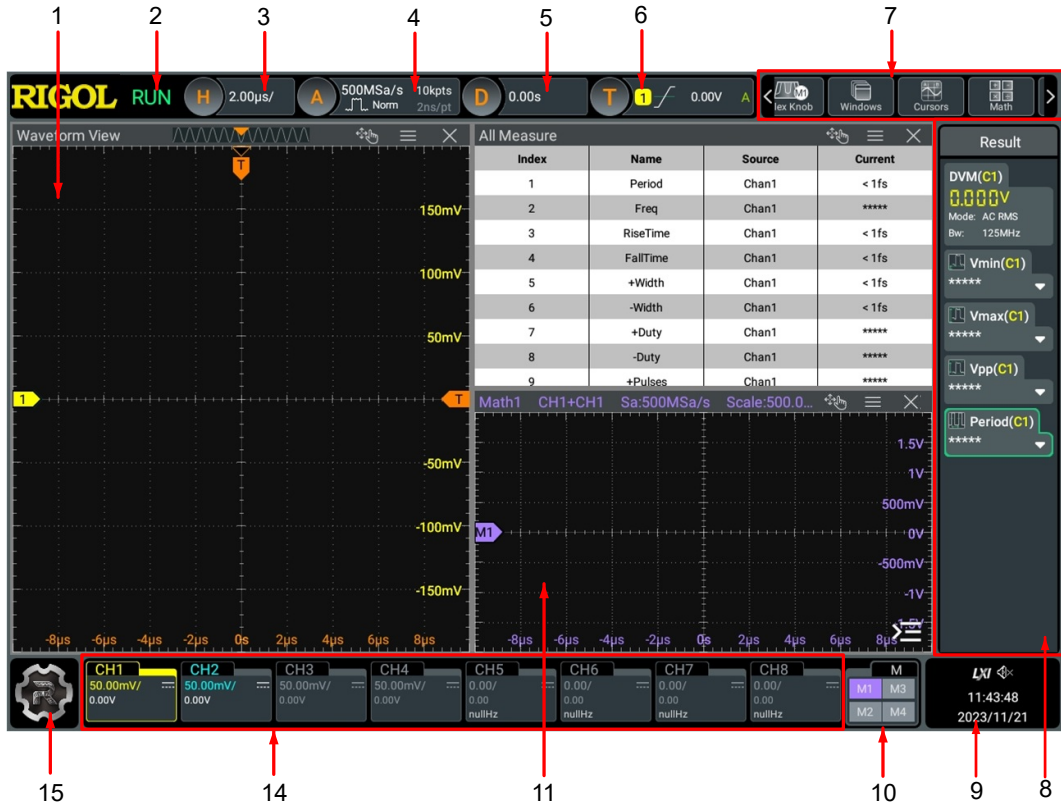 1 2 3 4 5 6 7
RIGOL RUN H 2.00µs/ A 500MSa/s 10kpts D 0.00s T 1 0.00V A < lex Knob Windows Cursors Math >
Norm 2ns/pt
Waveform View
T
150mV
100mV
50mV
1 T
-50mV
-100mV
-150mV
-8µs -6µs -4µs -2µs 0s 2µs 4µs 6µs 8µs
All Measure
Index Name Source Current
1 Period Chan1 < 1fs
2 Freq Chan1 *****
3 RiseTime Chan1 < 1fs
4 FallTime Chan1 < 1fs
5 +Width Chan1 < 1fs
6 -Width Chan1 < 1fs
7 +Duty Chan1 *****
8 -Duty Chan1 *****
9 +Pulses Chan1 *****
Math1 CH1+CH1 Sa:500MSa/s Scale:500.0...
1.5V
1V
500mV
M1 0V
-500mV
-1V
-8µs -6µs -4µs -2µs 0s 2µs 4µs 6µs
Result
DVM(C1)
0.000V
Mode: AC RMS
Bw: 125MHz
Vmin(C1)
*****
Vmax(C1)
*****
Vpp(C1)
*****
Period(C1)
*****
CH1 CH2 CH3 CH4 CH5 CH6 CH7 CH8 M
50.00mV/ 50.00mV/ 50.00mV/ 50.00mV/ 0.00/ 0.00/ 0.00/ 0.00/ M1 M3
0.00V 0.00V 0.00V 0.00V 0.00 0.00 0.00 0.00
nullHz nullHz nullHz nullHz M2 M4
LXI
11:43:48
2023/11/21
15 14 11 10 9 8